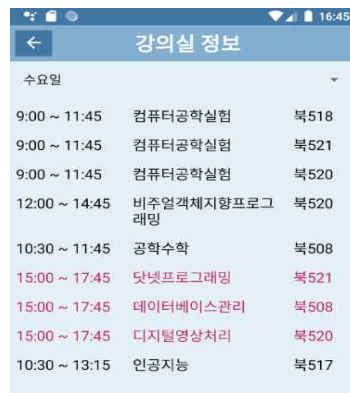 16:45
강의실 정보
수요일
9:00 ~ 11:45 컴퓨터공학실험 북518
9:00 ~ 11:45 컴퓨터공학실험 북521
9:00 ~ 11:45 컴퓨터공학실험 북520
12:00 ~ 14:45 비주얼객체지향프로그 북520
래밍
10:30 ~ 11:45 공학수학 북508
15:00 ~ 17:45 닷넷프로그래밍 북521
15:00 ~ 17:45 데이터베이스관리 북508
15:00 ~ 17:45 디지털영상처리 북520
10:30 ~ 13:15 인공지능 북517